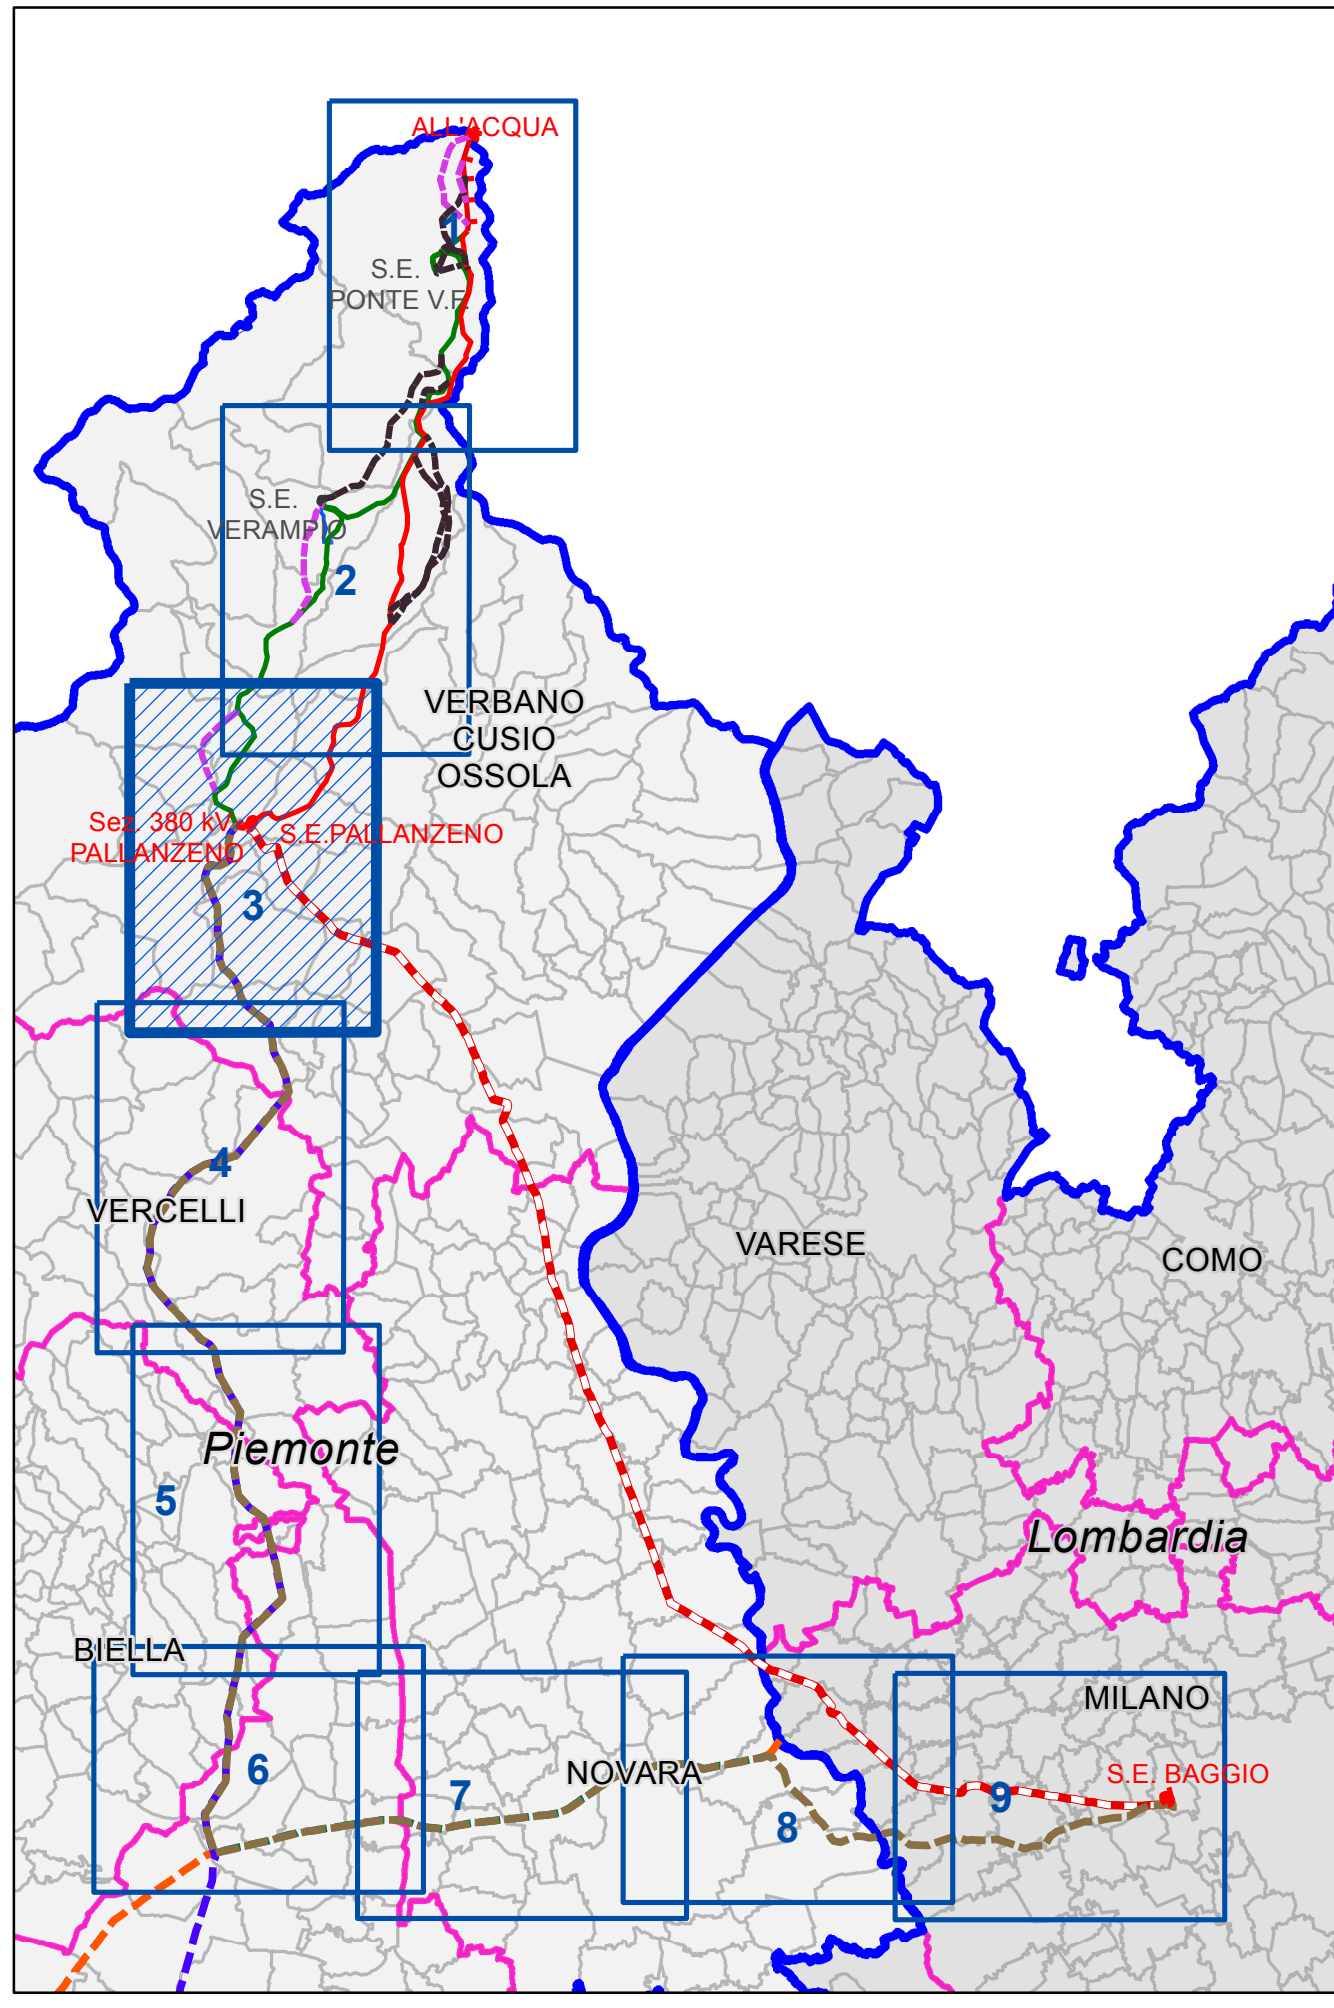 ALL'ACQUA
1
S.E.
PONTE V.F.
S.E.
VERAMPIO
2
VERBANO
CUSIO
OSSOLA
Sez. 380 kV
PALLANZENO
S.E.PALLANZENO
3
4
VERCELLI
VARESE
COMO
Piemonte
5
Lombardia
BIELLA
MILANO
6
NOVARA
7
S.E. BAGGIO
8
9